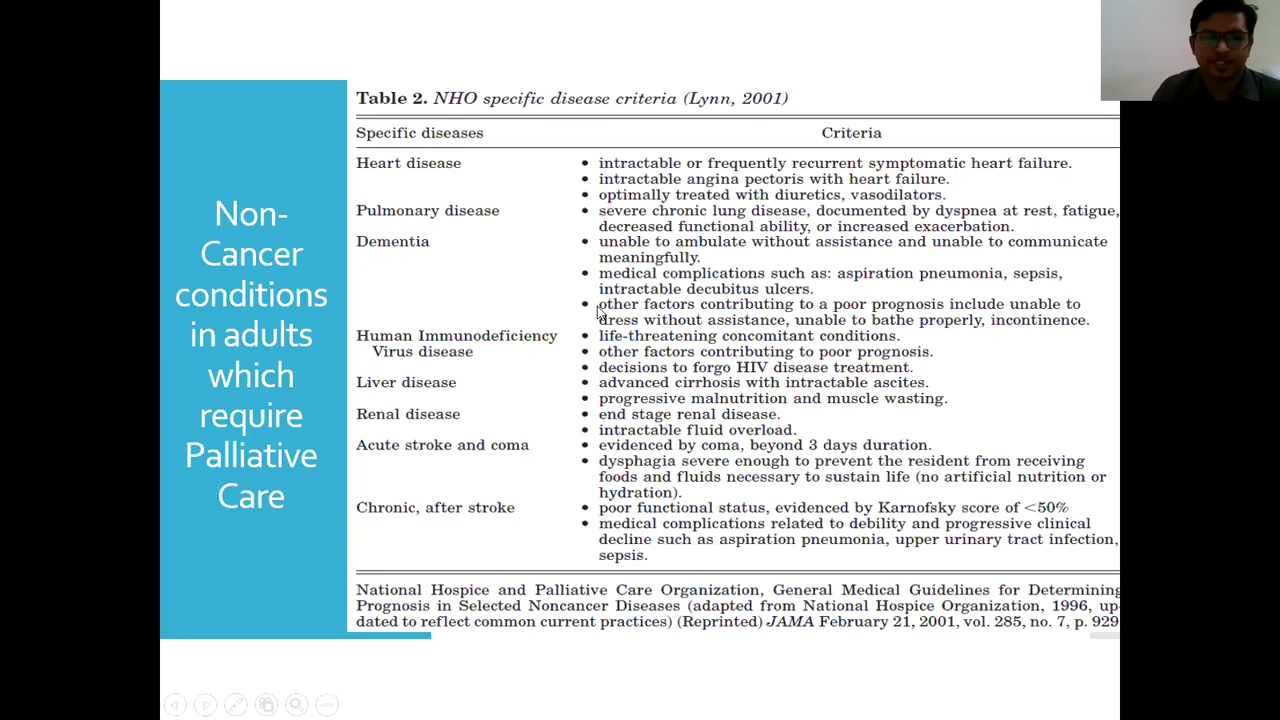 Non-
Cancer
conditions
in adults
which
require
Palliative
Care
Table 2. NHO specific disease criteria (Lynn, 2001)
Specific diseases Criteria
Heart disease • intractable or frequently recurrent symptomatic heart failure.
• intractable angina pectoris with heart failure.
• optimally treated with diuretics, vasodilators.
Pulmonary disease • severe chronic lung disease, documented by dyspnea at rest, fatigue,
decreased functional ability, or increased exacerbation.
Dementia • unable to ambulate without assistance and unable to communicate
meaningfully.
• medical complications such as: aspiration pneumonia, sepsis,
intractable decubitus ulcers.
• other factors contributing to a poor prognosis include unable to
dress without assistance, unable to bathe properly, incontinence.
Human Immunodeficiency • life-threatening concomitant conditions.
Virus disease • other factors contributing to poor prognosis.
• decisions to forgo HIV disease treatment.
Liver disease • advanced cirrhosis with intractable ascites.
• progressive malnutrition and muscle wasting.
Renal disease • end stage renal disease.
• intractable fluid overload.
Acute stroke and coma • evidenced by coma, beyond 3 days duration.
• dysphagia severe enough to prevent the resident from receiving
foods and fluids necessary to sustain life (no artificial nutrition or
hydration).
Chronic, after stroke • poor functional status, evidenced by Karnofsky score of <50%
• medical complications related to debility and progressive clinical
decline such as aspiration pneumonia, upper urinary tract infection,
sepsis.
National Hospice and Palliative Care Organization, General Medical Guidelines for Determining
Prognosis in Selected Noncancer Diseases (adapted from National Hospice Organization, 1996, up-
dated to reflect common current practices) (Reprinted) JAMA February 21, 2001, vol. 285, no. 7, p. 929